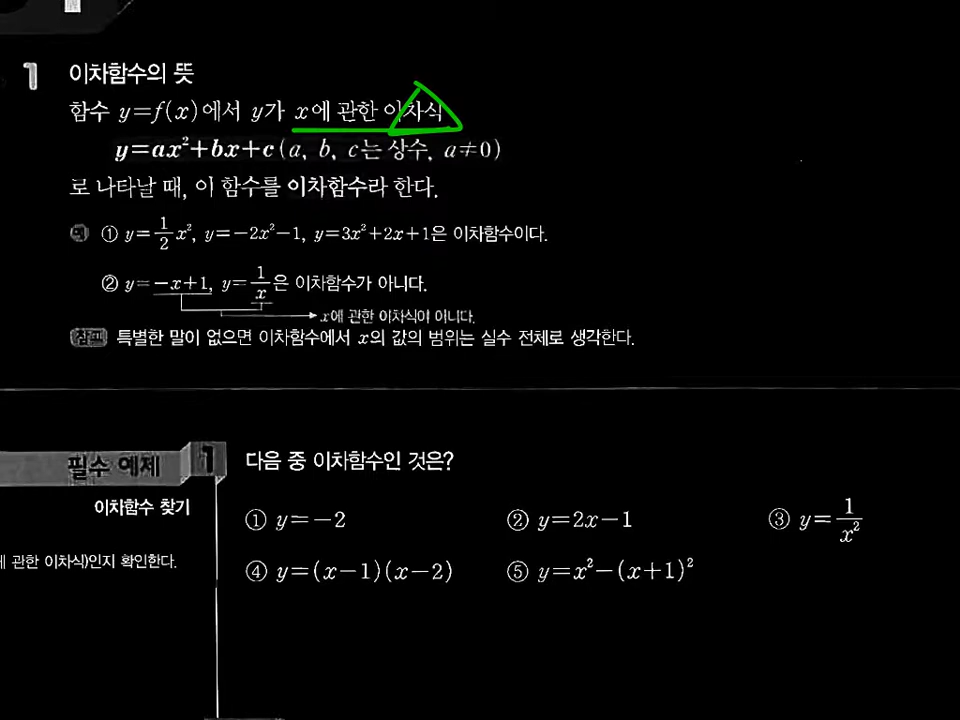 1 이차함수의 뜻
함수 y=f(x)에서 y가 x에 관한 이차식
y=ax²+bx+c(a, b, c는 상수, a≠0)
로 나타날 때, 이 함수를 이차함수라 한다.
① y=1/2x², y=-2x²-1, y=3x²+2x+1은 이차함수이다.
② y=-x+1, y=1/x은 이차함수가 아니다.
x에 관한 이차식이 아니다.
참고 특별한 말이 없으면 이차함수에서 x의 값의 범위는 실수 전체로 생각한다.
필수 예제 1 다음 중 이차함수인 것은?
이차함수 찾기
① y=-2 ② y=2x-1 ③ y=1/x²
관한 이차식)인지 확인한다.
④ y=(x-1)(x-2) ⑤ y=x²-(x+1)²